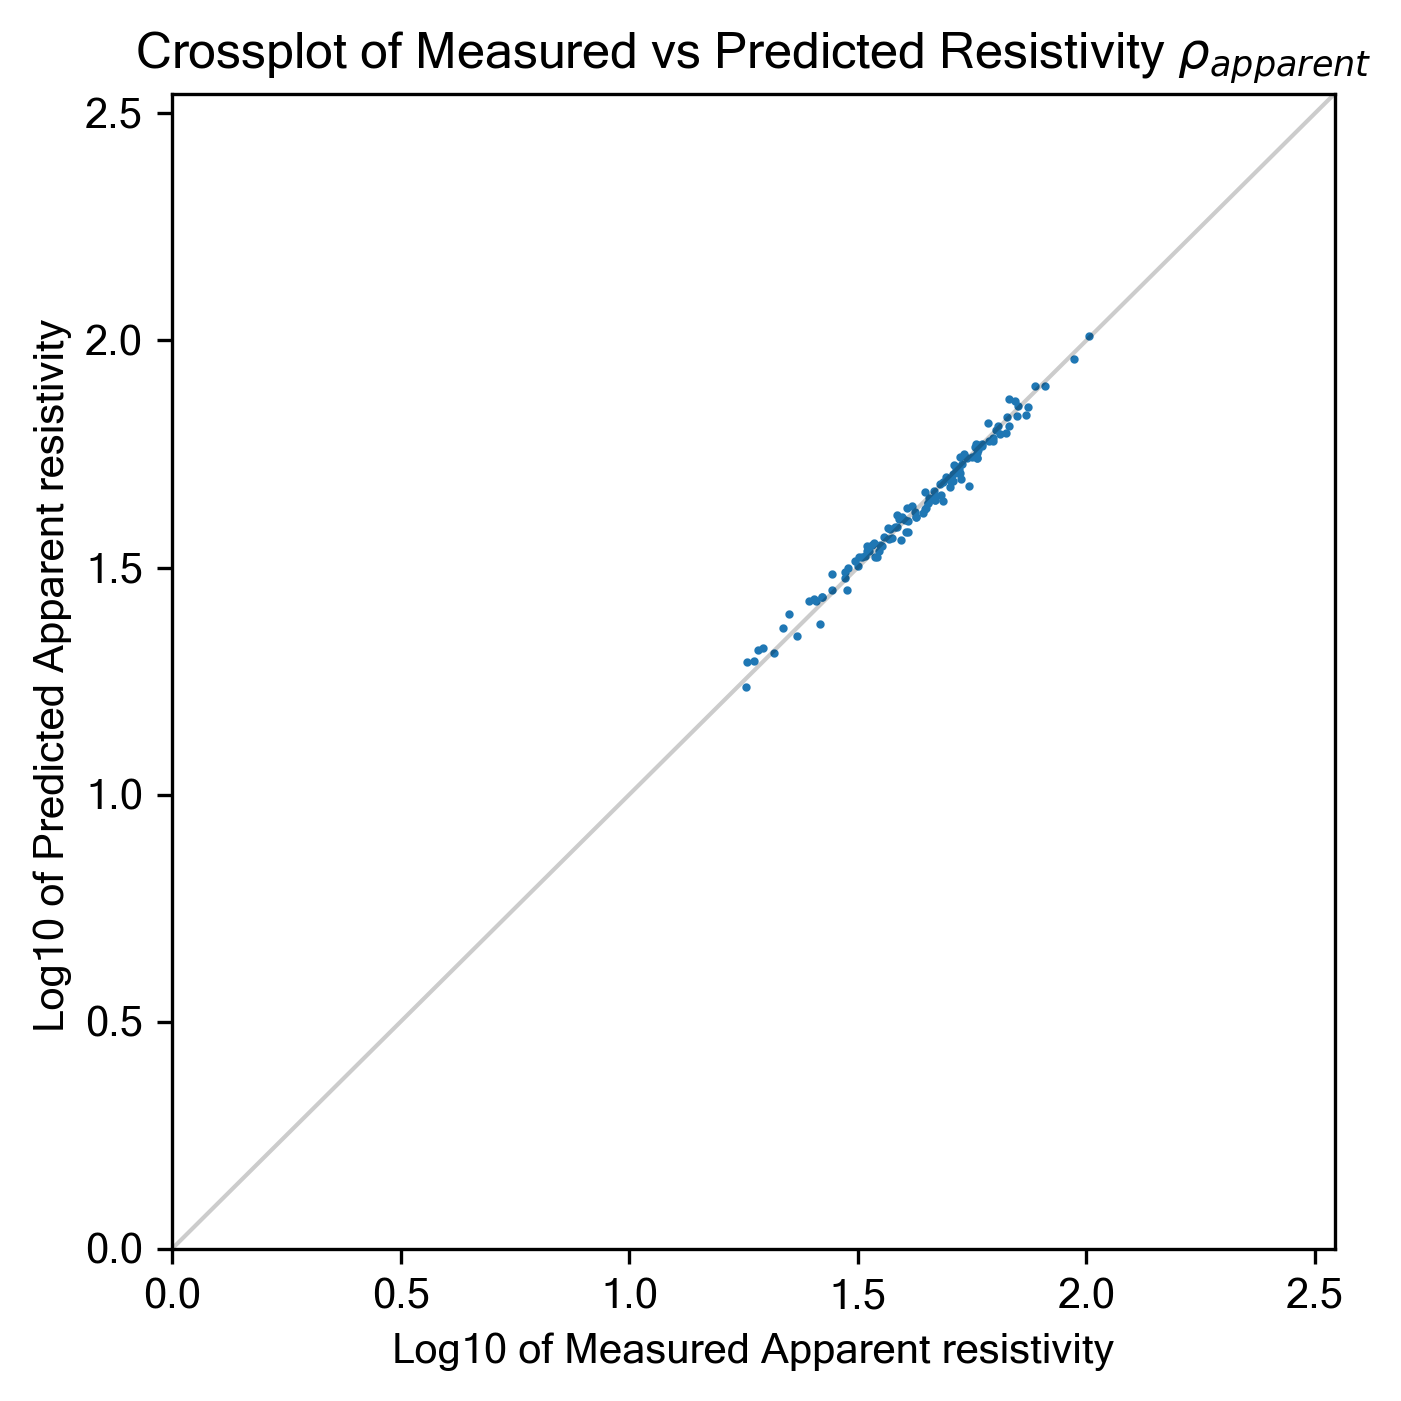 Crossplot of Measured vs Predicted Resistivity ρapparent
2.5
2.0
1.5
1.0
0.5
0.0
Log10 of Predicted Apparent resistivity
0.0 0.5 1.0 1.5 2.0 2.5
Log10 of Measured Apparent resistivity